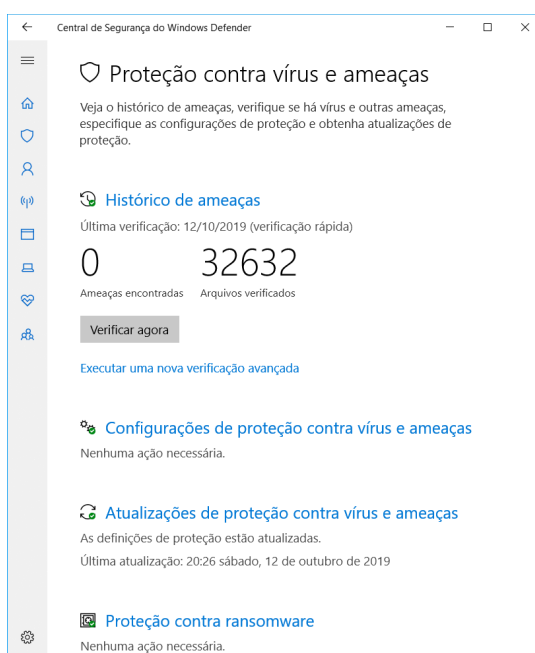 Central de Segurança do Windows Defender
Proteção contra vírus e ameaças
Veja o histórico de ameaças, verifique se há vírus e outras ameaças,
especifique as configurações de proteção e obtenha atualizações de
proteção.
Histórico de ameaças
Última verificação: 12/10/2019 (verificação rápida)
0 32632
Ameaças encontradas Arquivos verificados
Verificar agora
Executar uma nova verificação avançada
Configurações de proteção contra vírus e ameaças
Nenhuma ação necessária.
Atualizações de proteção contra vírus e ameaças
As definições de proteção estão atualizadas.
Última atualização: 20:26 sábado, 12 de outubro de 2019
Proteção contra ransomware
Nenhuma ação necessária.